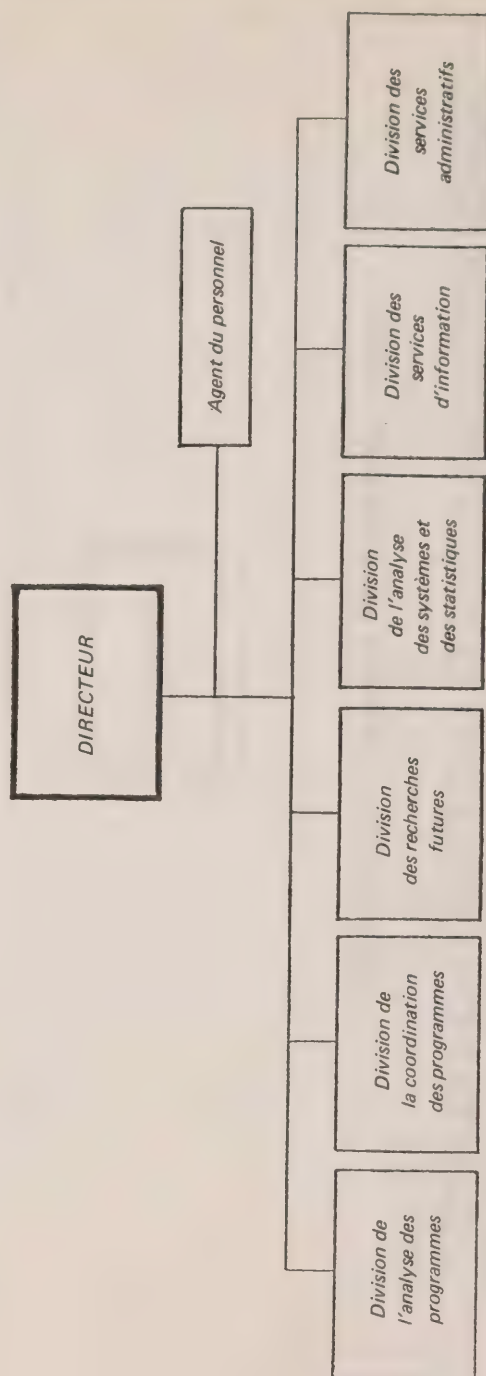 DIRECTEUR
Agent du personnel
Division de
l'analyse des
programmes
Division de
la coordination
des programmes
Division
des recherches
futures
Division
de l'analyse
des systèmes et
des statistiques
Division des
services
d'information
Division des
services
administratifs